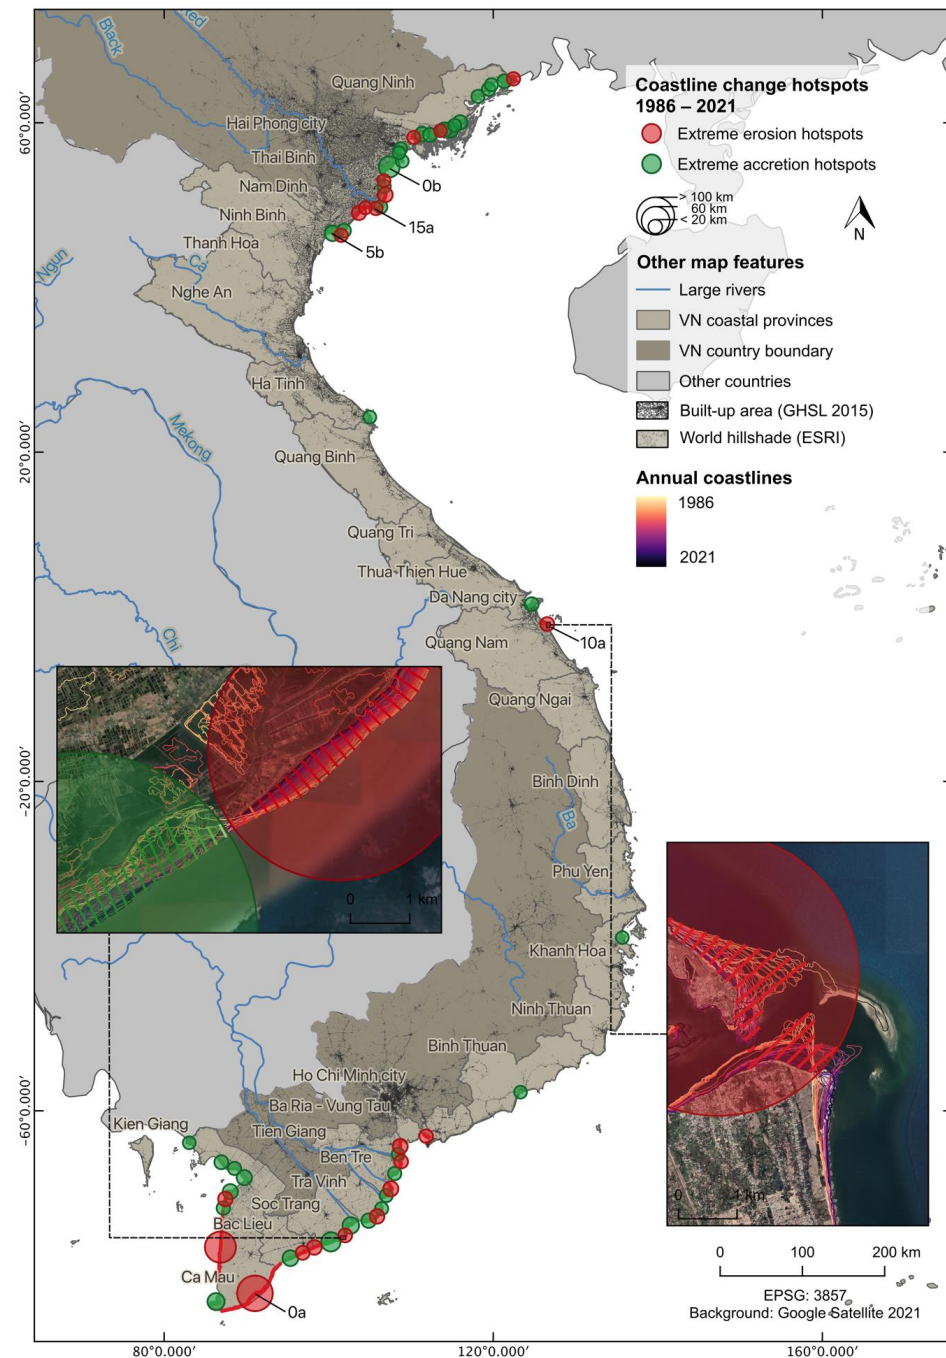 Black
Red
Quang Ninh
Hai Phong city
Thai Binh
0b
Nam Dinh
Ninh Binh
15a
Thanh Hoa
5b
Ca
Ngun
Nghe An
Ha Tinh
Mekong
Quang Binh
Quang Tri
Thua Thien Hue
Da Nang city
Chi
Quang Nam
10a
Quang Ngai
Binh Dinh
Ba
Phu Yen
0 1 km
Khanh Hoa
Ninh Thuan
Binh Thuan
Ho Chi Minh city
Ba Ria - Vung Tau
Kien Giang
Tien Giang
Ben Tre
Tra Vinh
Soc Trang
Bac Lieu
Ca Mau
0a
Coastline change hotspots
1986 – 2021
Extreme erosion hotspots
Extreme accretion hotspots
> 100 km
60 km
< 20 km
N
Other map features
Large rivers
VN coastal provinces
VN country boundary
Other countries
Built-up area (GHSL 2015)
World hillshade (ESRI)
Annual coastlines
1986
2021
0 1 km
0 100 200 km
EPSG: 3857
Background: Google Satellite 2021
60°0.000′
20°0.000′
-20°0.000′
-60°0.000′
80°0.000′ 120°0.000′ 160°0.000′